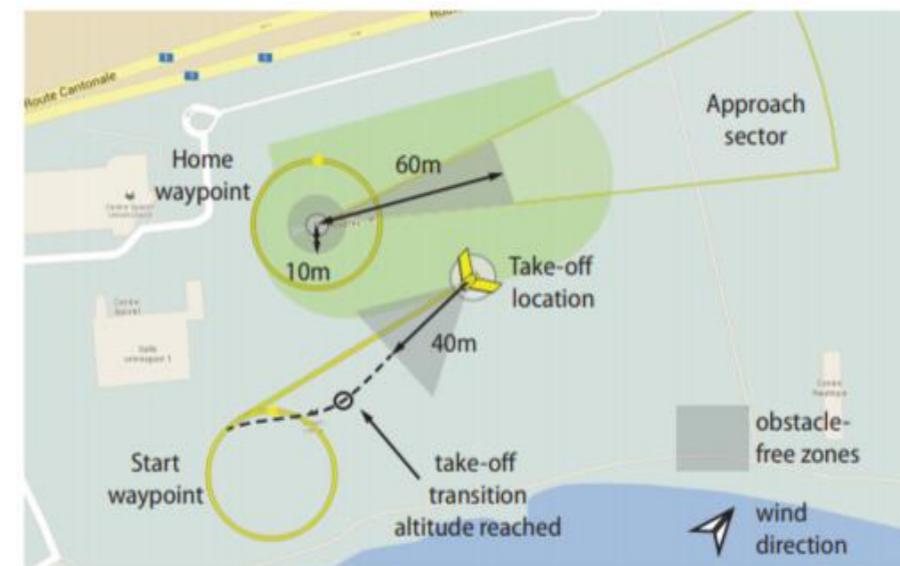 Route Cantonale
Approach
sector
Home
waypoint
60m
10m
Take-off
location
40m
Start
waypoint
take-off
transition
altitude reached
obstacle-
free zones
wind
direction